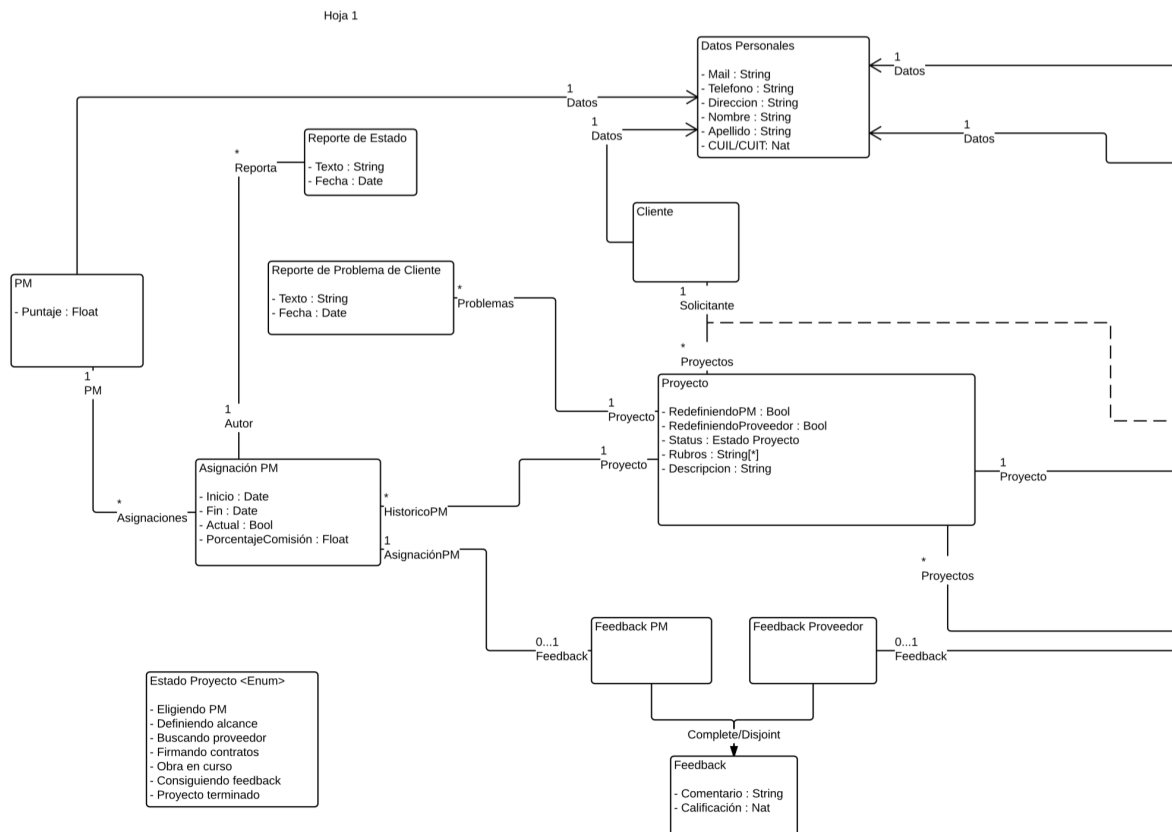 Hoja 1
Datos Personales
- Mail : String
- Telefono : String
- Direccion : String
- Nombre : String
- Apellido : String
- CUIL/CUIT: Nat
1
Datos
1
Datos
1
Datos
1
Datos
Reporte de Estado
- Texto : String
- Fecha : Date
*
Reporta
Cliente
PM
- Puntaje : Float
Reporte de Problema de Cliente
- Texto : String
- Fecha : Date
*
Problemas
1
Solicitante
*
Proyectos
1
PM
Proyecto
- RedefiniendoPM : Bool
- RedefiniendoProveedor : Bool
- Status : Estado Proyecto
- Rubros : String[*]
- Descripcion : String
1
Autor
1
Proyecto
1
Proyecto
1
Proyecto
Asignación PM
- Inicio : Date
- Fin : Date
- Actual : Bool
- PorcentajeComisión : Float
*
Asignaciones
*
HistoricoPM
1
AsignaciónPM
*
Proyectos
Feedback PM
Feedback Proveedor
0...1
Feedback
0...1
Feedback
Estado Proyecto <Enum>
- Eligiendo PM
- Definiendo alcance
- Buscando proveedor
- Firmando contratos
- Obra en curso
- Consiguiendo feedback
- Proyecto terminado
Complete/Disjoint
Feedback
- Comentario : String
- Calificación : Nat